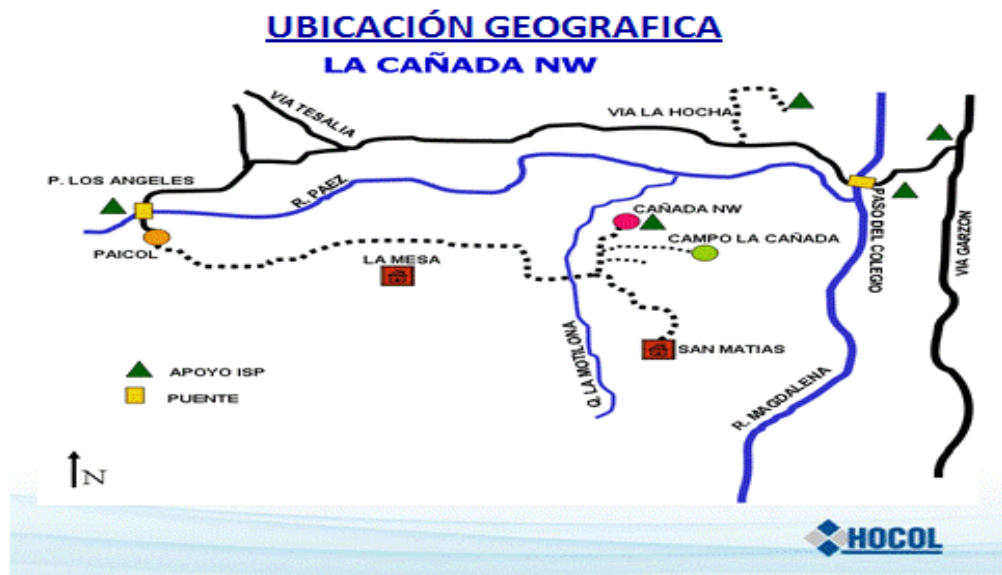 UBICACIÓN GEOGRAFICA
LA CAÑADA NW
VIA TESALIA
VIA LA HOCHA
P. LOS ANGELES
R. PAEZ
PAICOL
LA MESA
CAÑADA NW
CAMPO LA CAÑADA
PASO DEL COLEGIO
VIA GARZON
Q. LA MOTILONA
SAN MATIAS
R. MAGDALENA
APOYO ISP
PUENTE
N
HOCOL